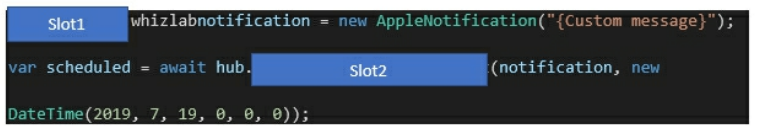 Slot1 whizlabnotification = new AppleNotification("{Custom message}");
var scheduled = await hub. Slot2 (notification, new
DateTime(2019, 7, 19, 0, 0, 0));